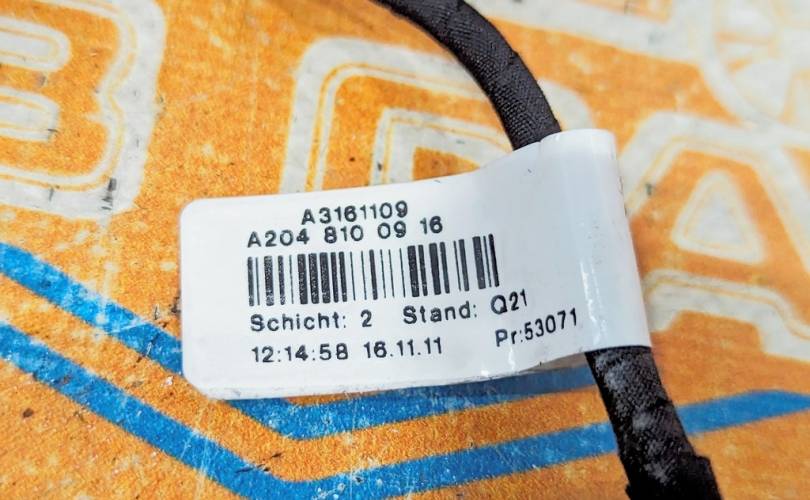 A3161109
A204 810 09 16
Schicht: 2 Stand: Q21
12:14:58 16.11.11 Pr:53071